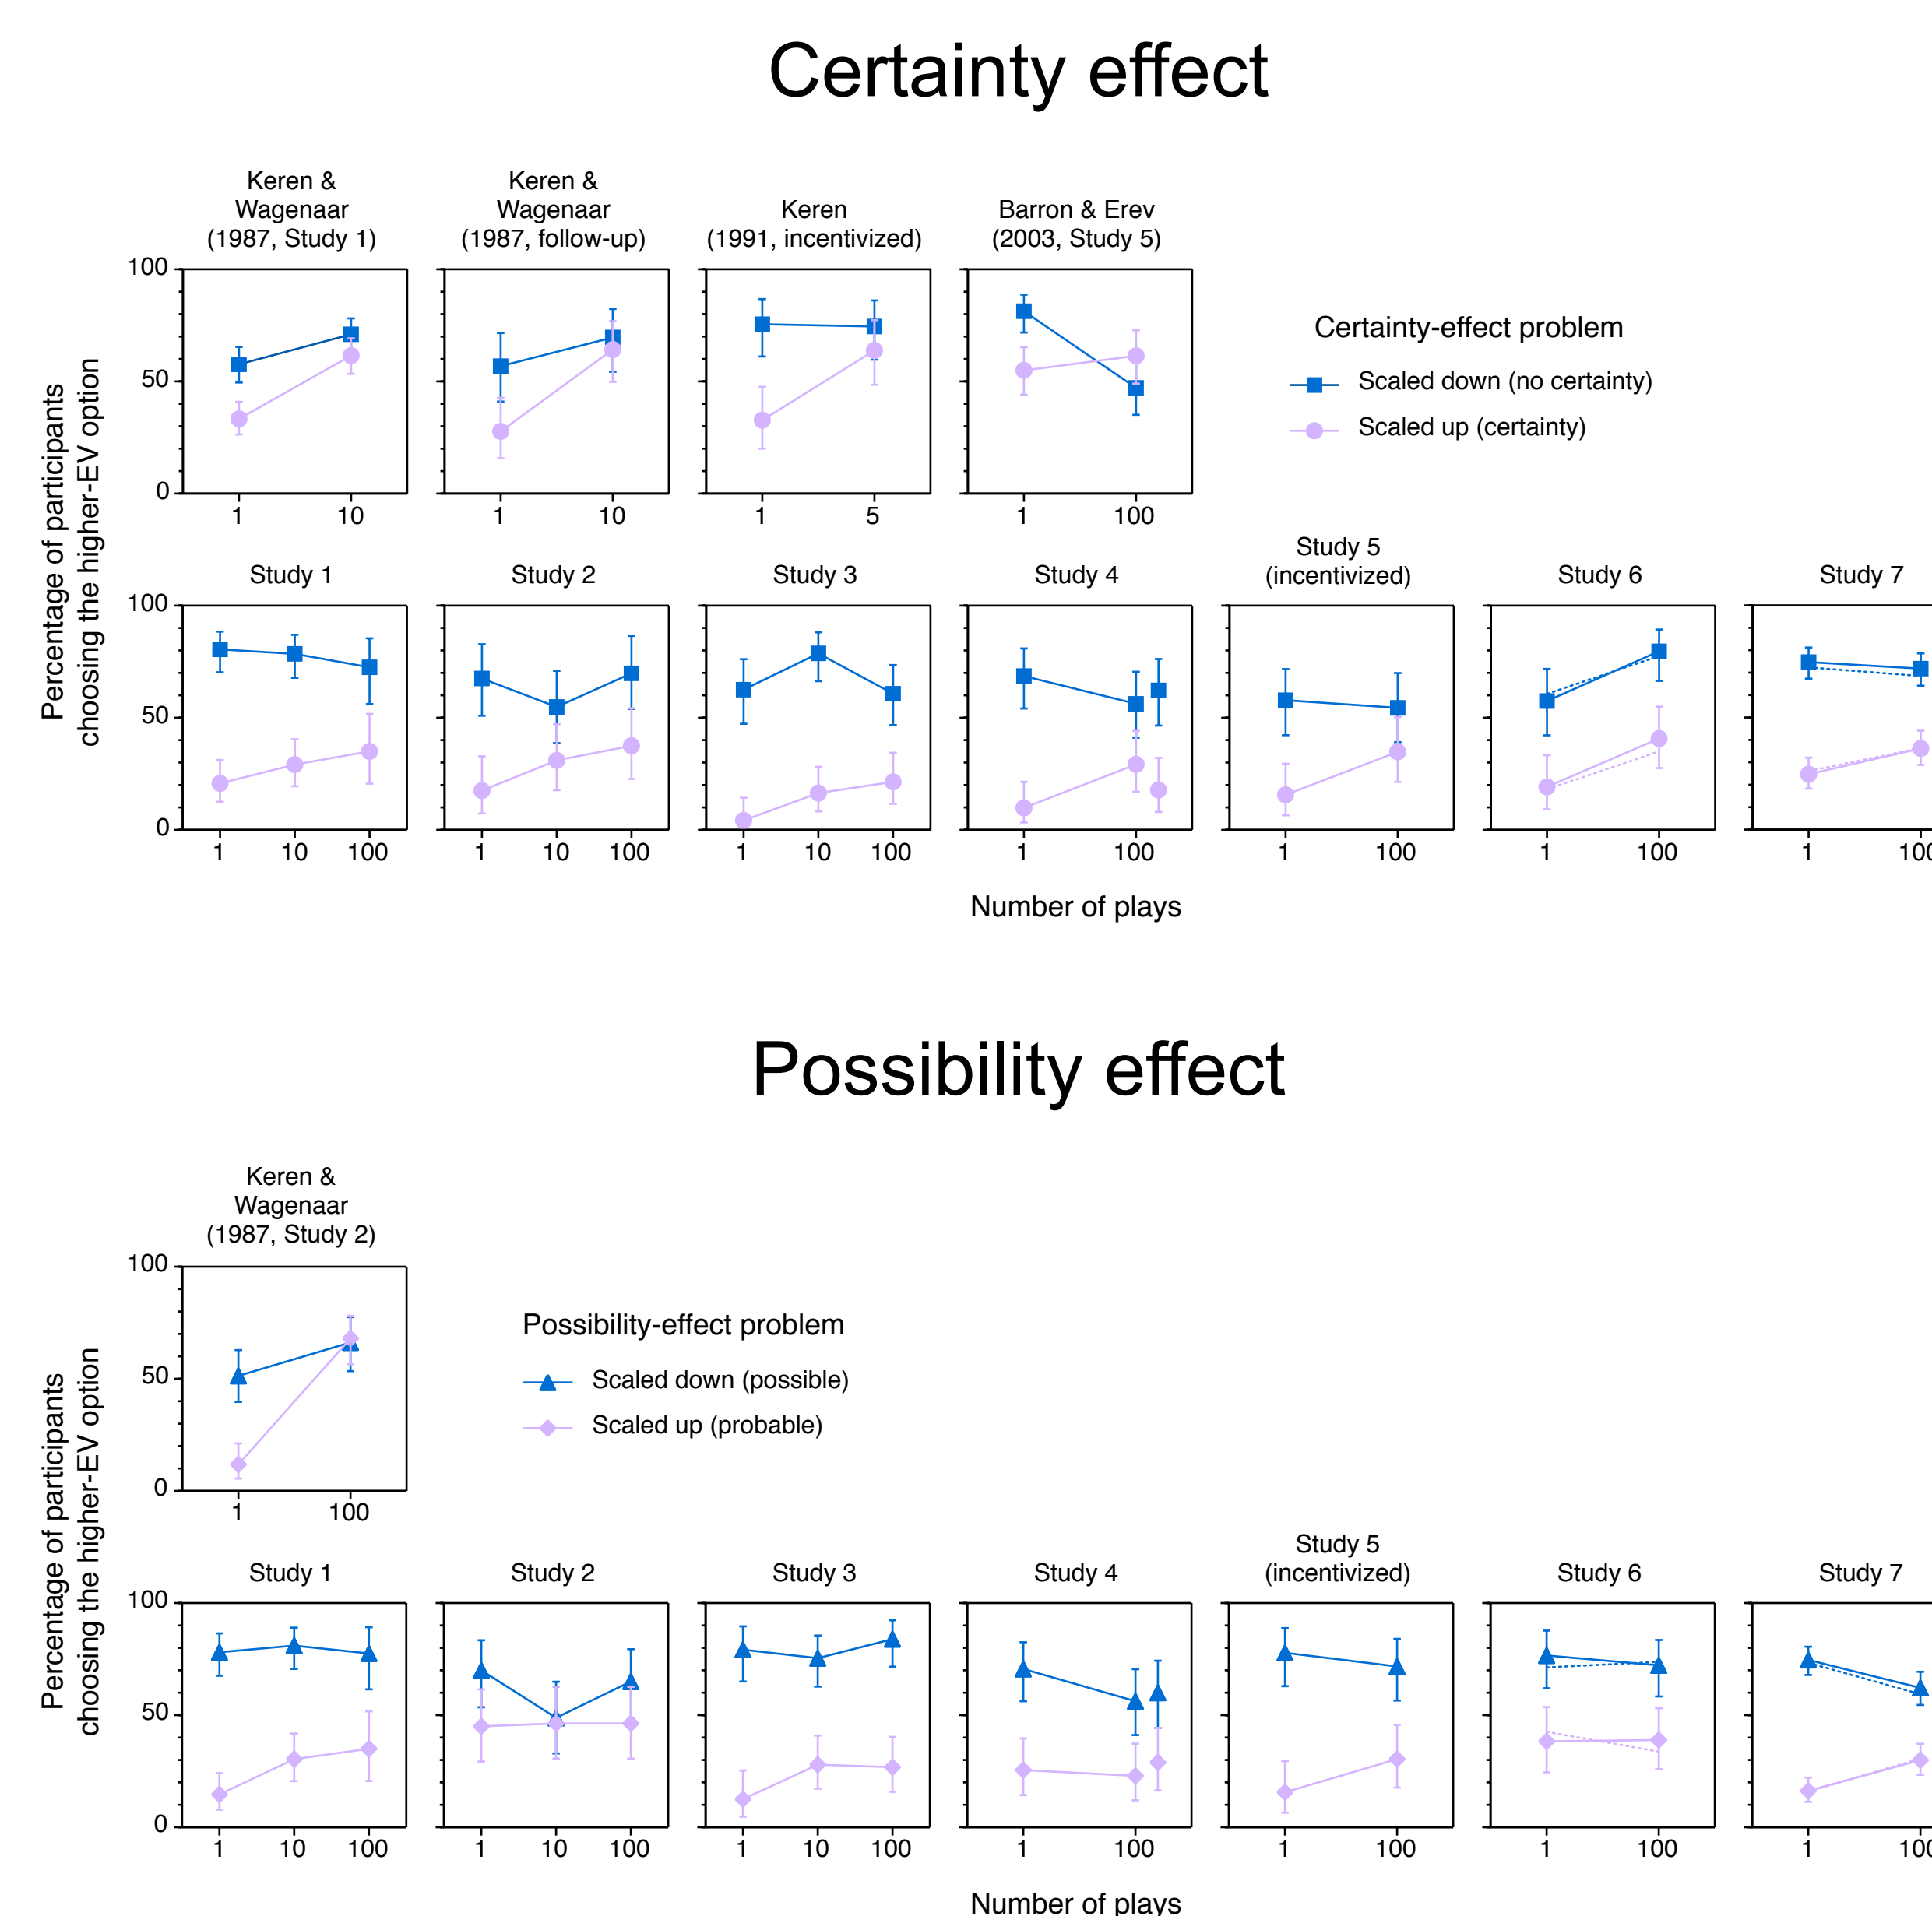 Certainty effect
Keren &
Wagenaar
(1987, Study 1)
Keren &
Wagenaar
(1987, follow-up)
Keren
(1991, incentivized)
Barron & Erev
(2003, Study 5)
Percentage of participants
choosing the higher-EV option
100
50
0
1 10
1 10
1 5
1 100
Certainty-effect problem
Scaled down (no certainty)
Scaled up (certainty)
Study 1
Study 2
Study 3
Study 4
Study 5
(incentivized)
Study 6
Study 7
100
50
0
1 10 100
1 10 100
1 10 100
1 100
1 100
1 100
1 100
Number of plays
Possibility effect
Keren &
Wagenaar
(1987, Study 2)
Percentage of participants
choosing the higher-EV option
100
50
0
1 100
Possibility-effect problem
Scaled down (possible)
Scaled up (probable)
Study 1
Study 2
Study 3
Study 4
Study 5
(incentivized)
Study 6
Study 7
100
50
0
1 10 100
1 10 100
1 10 100
1 100
1 100
1 100
1 100
Number of plays